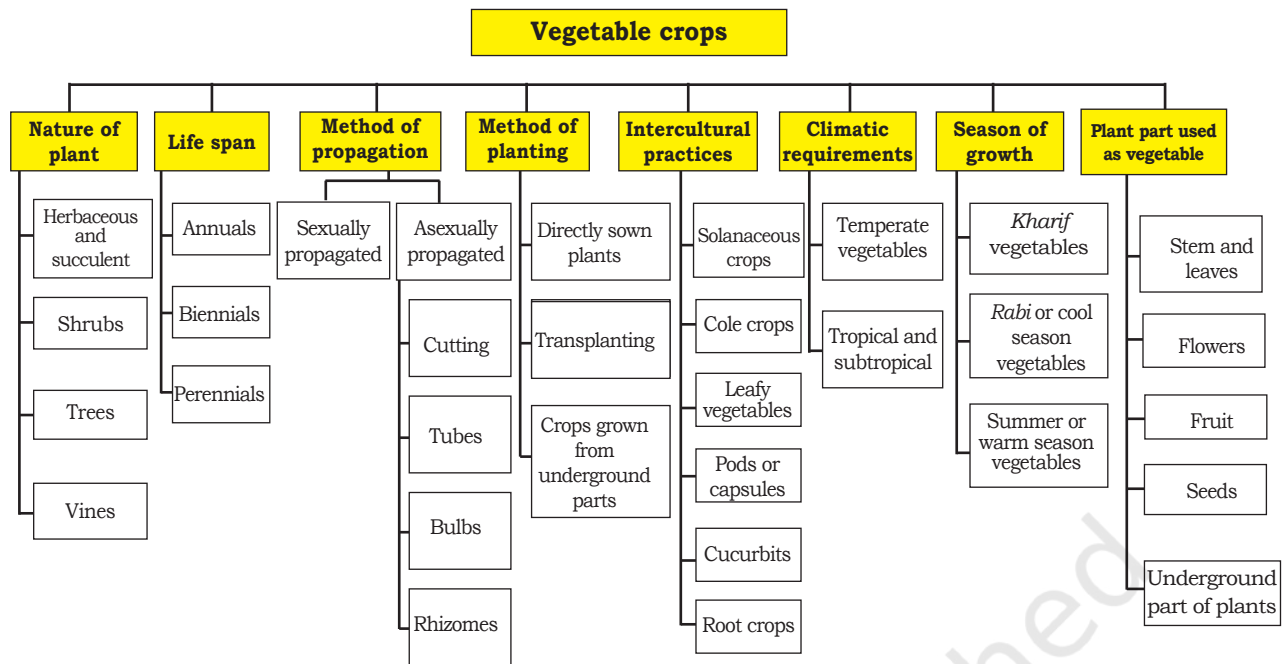 Vegetable crops
Nature of
plant
Life span
Method of
propagation
Method of
planting
Intercultural
practices
Climatic
requirements
Season of
growth
Plant part used
as vegetable
Herbaceous
and
succulent
Shrubs
Trees
Vines
Annuals
Biennials
Perennials
Sexually
propagated
Asexually
propagated
Cutting
Tubes
Bulbs
Rhizomes
Directly sown
plants
Transplanting
Crops grown
from
underground
parts
Solanaceous
crops
Cole crops
Leafy
vegetables
Pods or
capsules
Cucurbits
Root crops
Temperate
vegetables
Tropical and
subtropical
Kharif
vegetables
Rabi or cool
season
vegetables
Summer or
warm season
vegetables
Stem and
leaves
Flowers
Fruit
Seeds
Underground
part of plants
hed